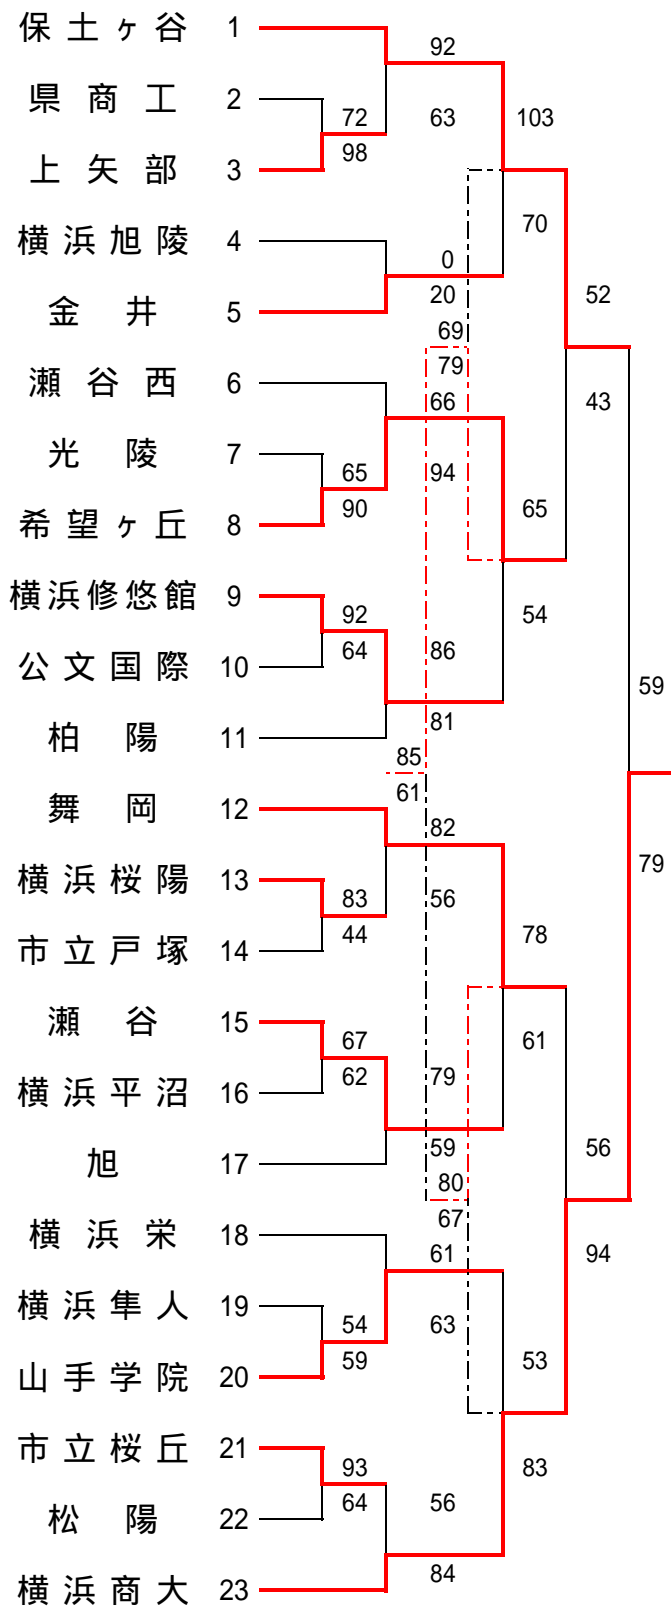 保土ヶ谷 1
92
県商工 2
72 63 103
98
上矢部 3
70
横浜旭陵 4
0
20 52
金井 5
69
79
瀬谷西 6
66 43
光陵 7
65 94
90 65
希望ヶ丘 8
横浜修悠館 9
92 54
64 86
公文国際 10
59
81
柏陽 11
85
61
舞岡 12
82
79
横浜桜陽 13
83 56
44 78
市立戸塚 14
瀬谷 15
67 61
62 79
横浜平沼 16
59 56
旭 17
80
67
横浜栄 18
61 94
横浜隼人 19
54 63
59 53
山手学院 20
市立桜丘 21
93 83
64 56
松陽 22
84
横浜商大 23